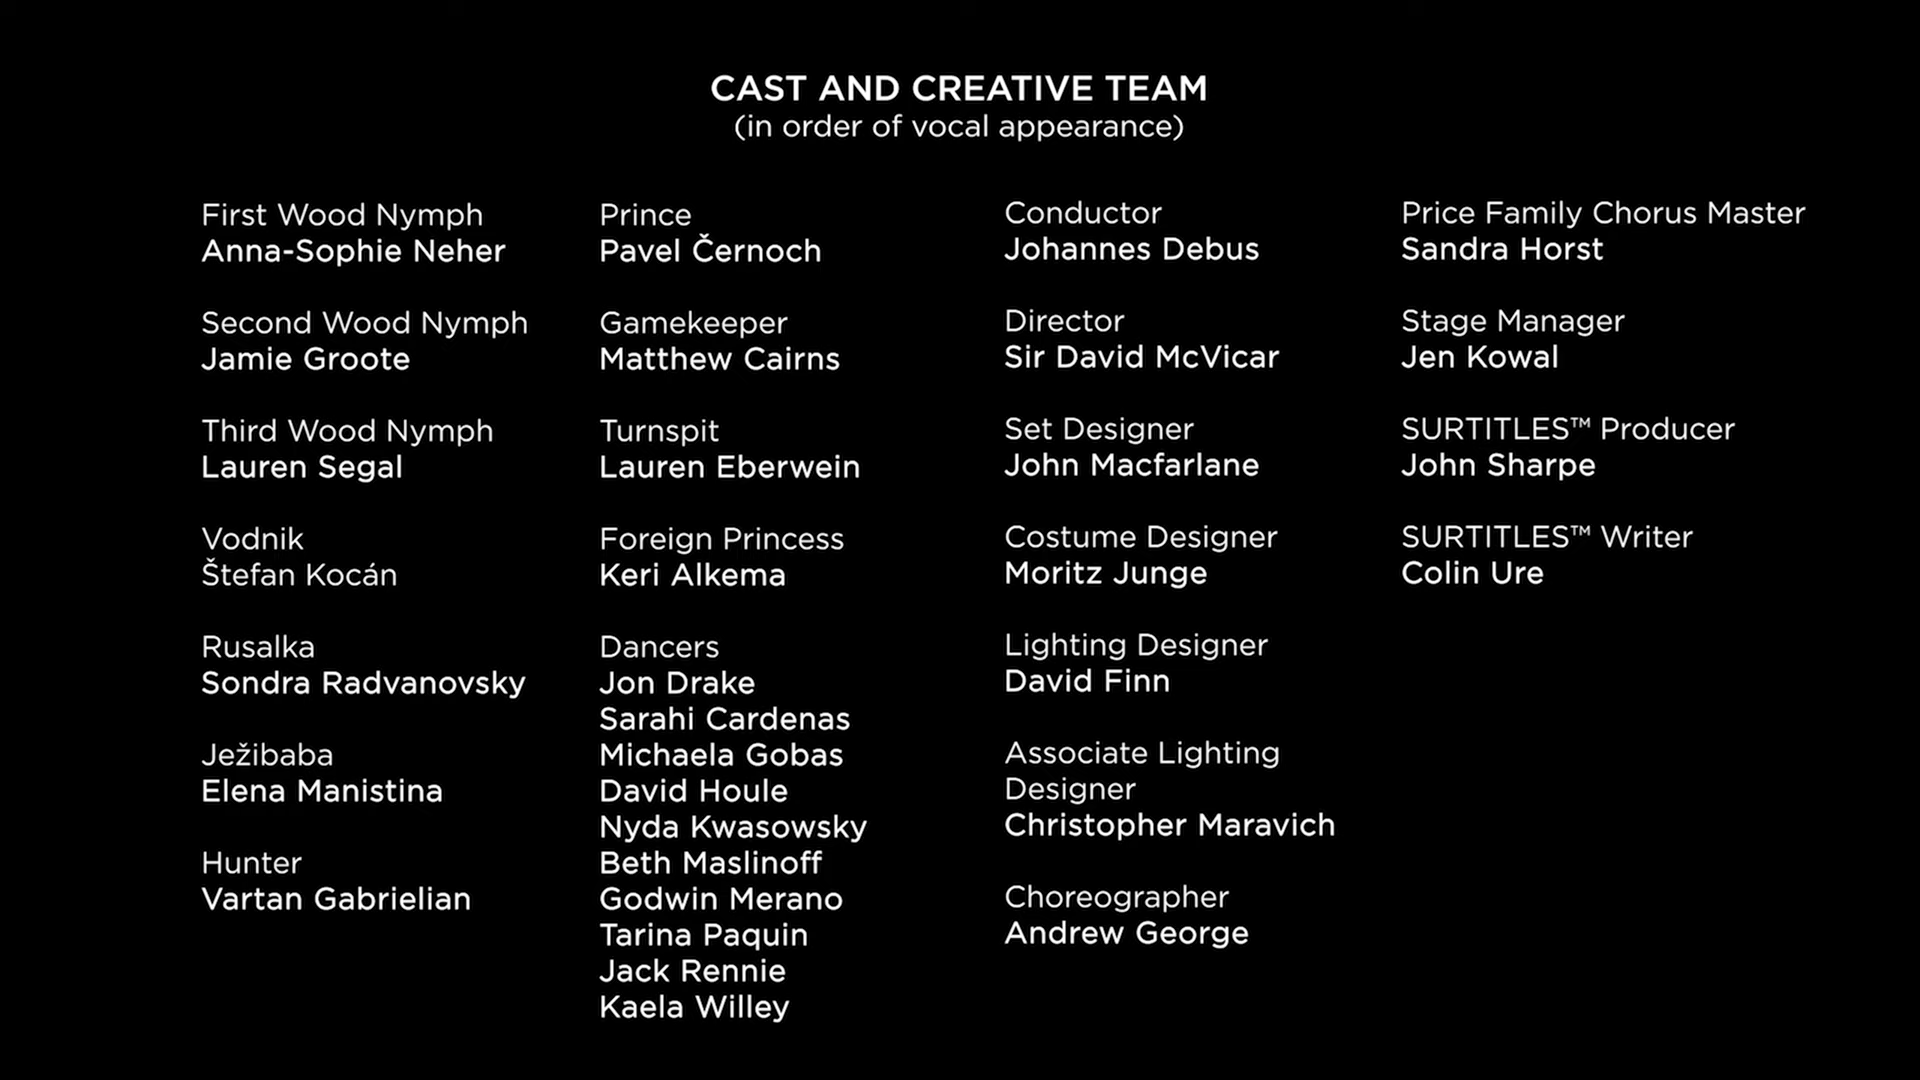 CAST AND CREATIVE TEAM
(in order of vocal appearance)
First Wood Nymph
Anna-Sophie Neher
Second Wood Nymph
Jamie Groote
Third Wood Nymph
Lauren Segal
Vodnik
Štefan Kocán
Rusalka
Sondra Radvanovsky
Ježibaba
Elena Manistina
Hunter
Vartan Gabrielian
Prince
Pavel Černoch
Gamekeeper
Matthew Cairns
Turnspit
Lauren Eberwein
Foreign Princess
Keri Alkema
Dancers
Jon Drake
Sarahi Cardenas
Michaela Gobas
David Houle
Nyda Kwasowsky
Beth Maslinoff
Godwin Merano
Tarina Paquin
Jack Rennie
Kaela Willey
Conductor
Johannes Debus
Director
Sir David McVicar
Set Designer
John Macfarlane
Costume Designer
Moritz Junge
Lighting Designer
David Finn
Associate Lighting
Designer
Christopher Maravich
Choreographer
Andrew George
Price Family Chorus Master
Sandra Horst
Stage Manager
Jen Kowal
SURTITLES™ Producer
John Sharpe
SURTITLES™ Writer
Colin Ure